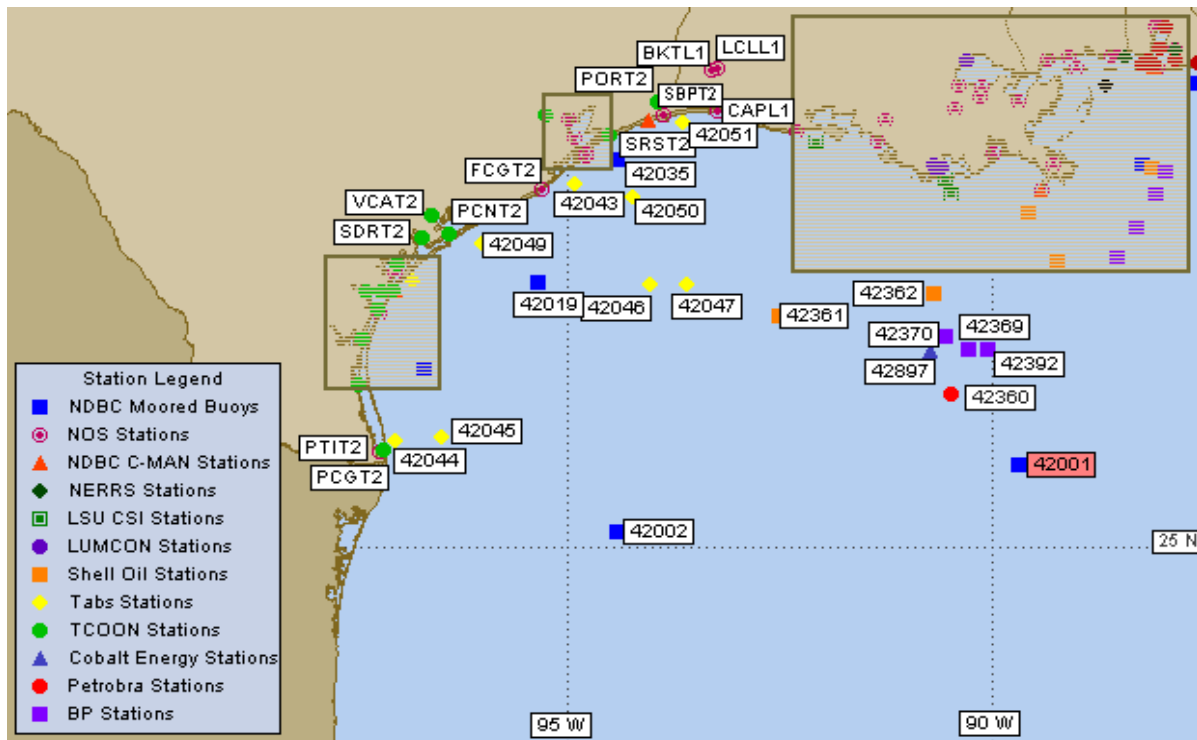 BKTL1
LCLL1
PORT2
SBPT2
CAPL1
SRST2
42051
42035
FCGT2
42043
42050
VCAT2
PCNT2
SDRT2
42049
42019
42046
42047
42362
42361
42370
42369
42897
42392
42360
42045
PTIT2
42044
PCGT2
42001
42002
25 N
95 W
90 W
Station Legend
NDBC Moored Buoys
NOS Stations
NDBC C-MAN Stations
NERRS Stations
LSU CSI Stations
LUMCON Stations
Shell Oil Stations
Tabs Stations
TCOON Stations
Cobalt Energy Stations
Petrobra Stations
BP Stations